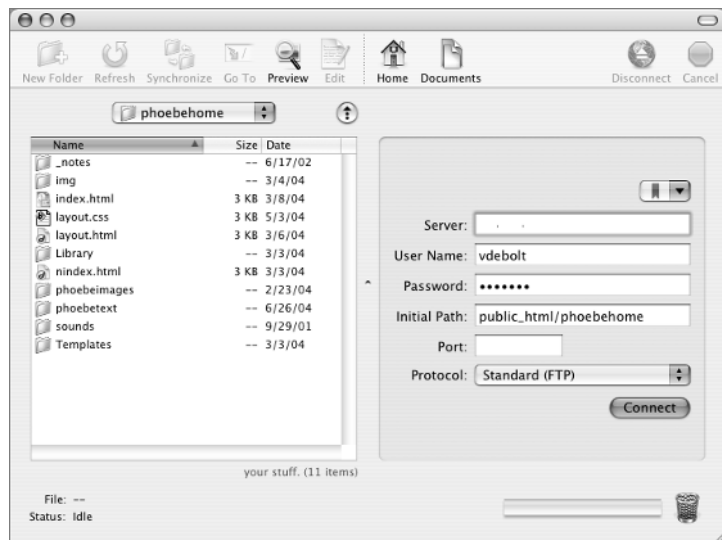 New Folder Refresh Synchronize Go To Preview Edit Home Documents Disconnect Cancel
phoebehome
Name Size Date
_notes -- 6/17/02
img -- 3/4/04
index.html 3 KB 3/8/04
layout.css 3 KB 5/3/04
layout.html 3 KB 3/6/04
Library -- 3/3/04
nindex.html 3 KB 3/3/04
phoebeimages -- 2/23/04
phoebetext -- 6/26/04
sounds -- 9/29/01
Templates -- 3/3/04
your stuff. (11 items)
Server:
User Name: vdebolt
Password: •••••••
Initial Path: public_html/phoebehome
Port:
Protocol: Standard (FTP)
Connect
File: --
Status: Idle